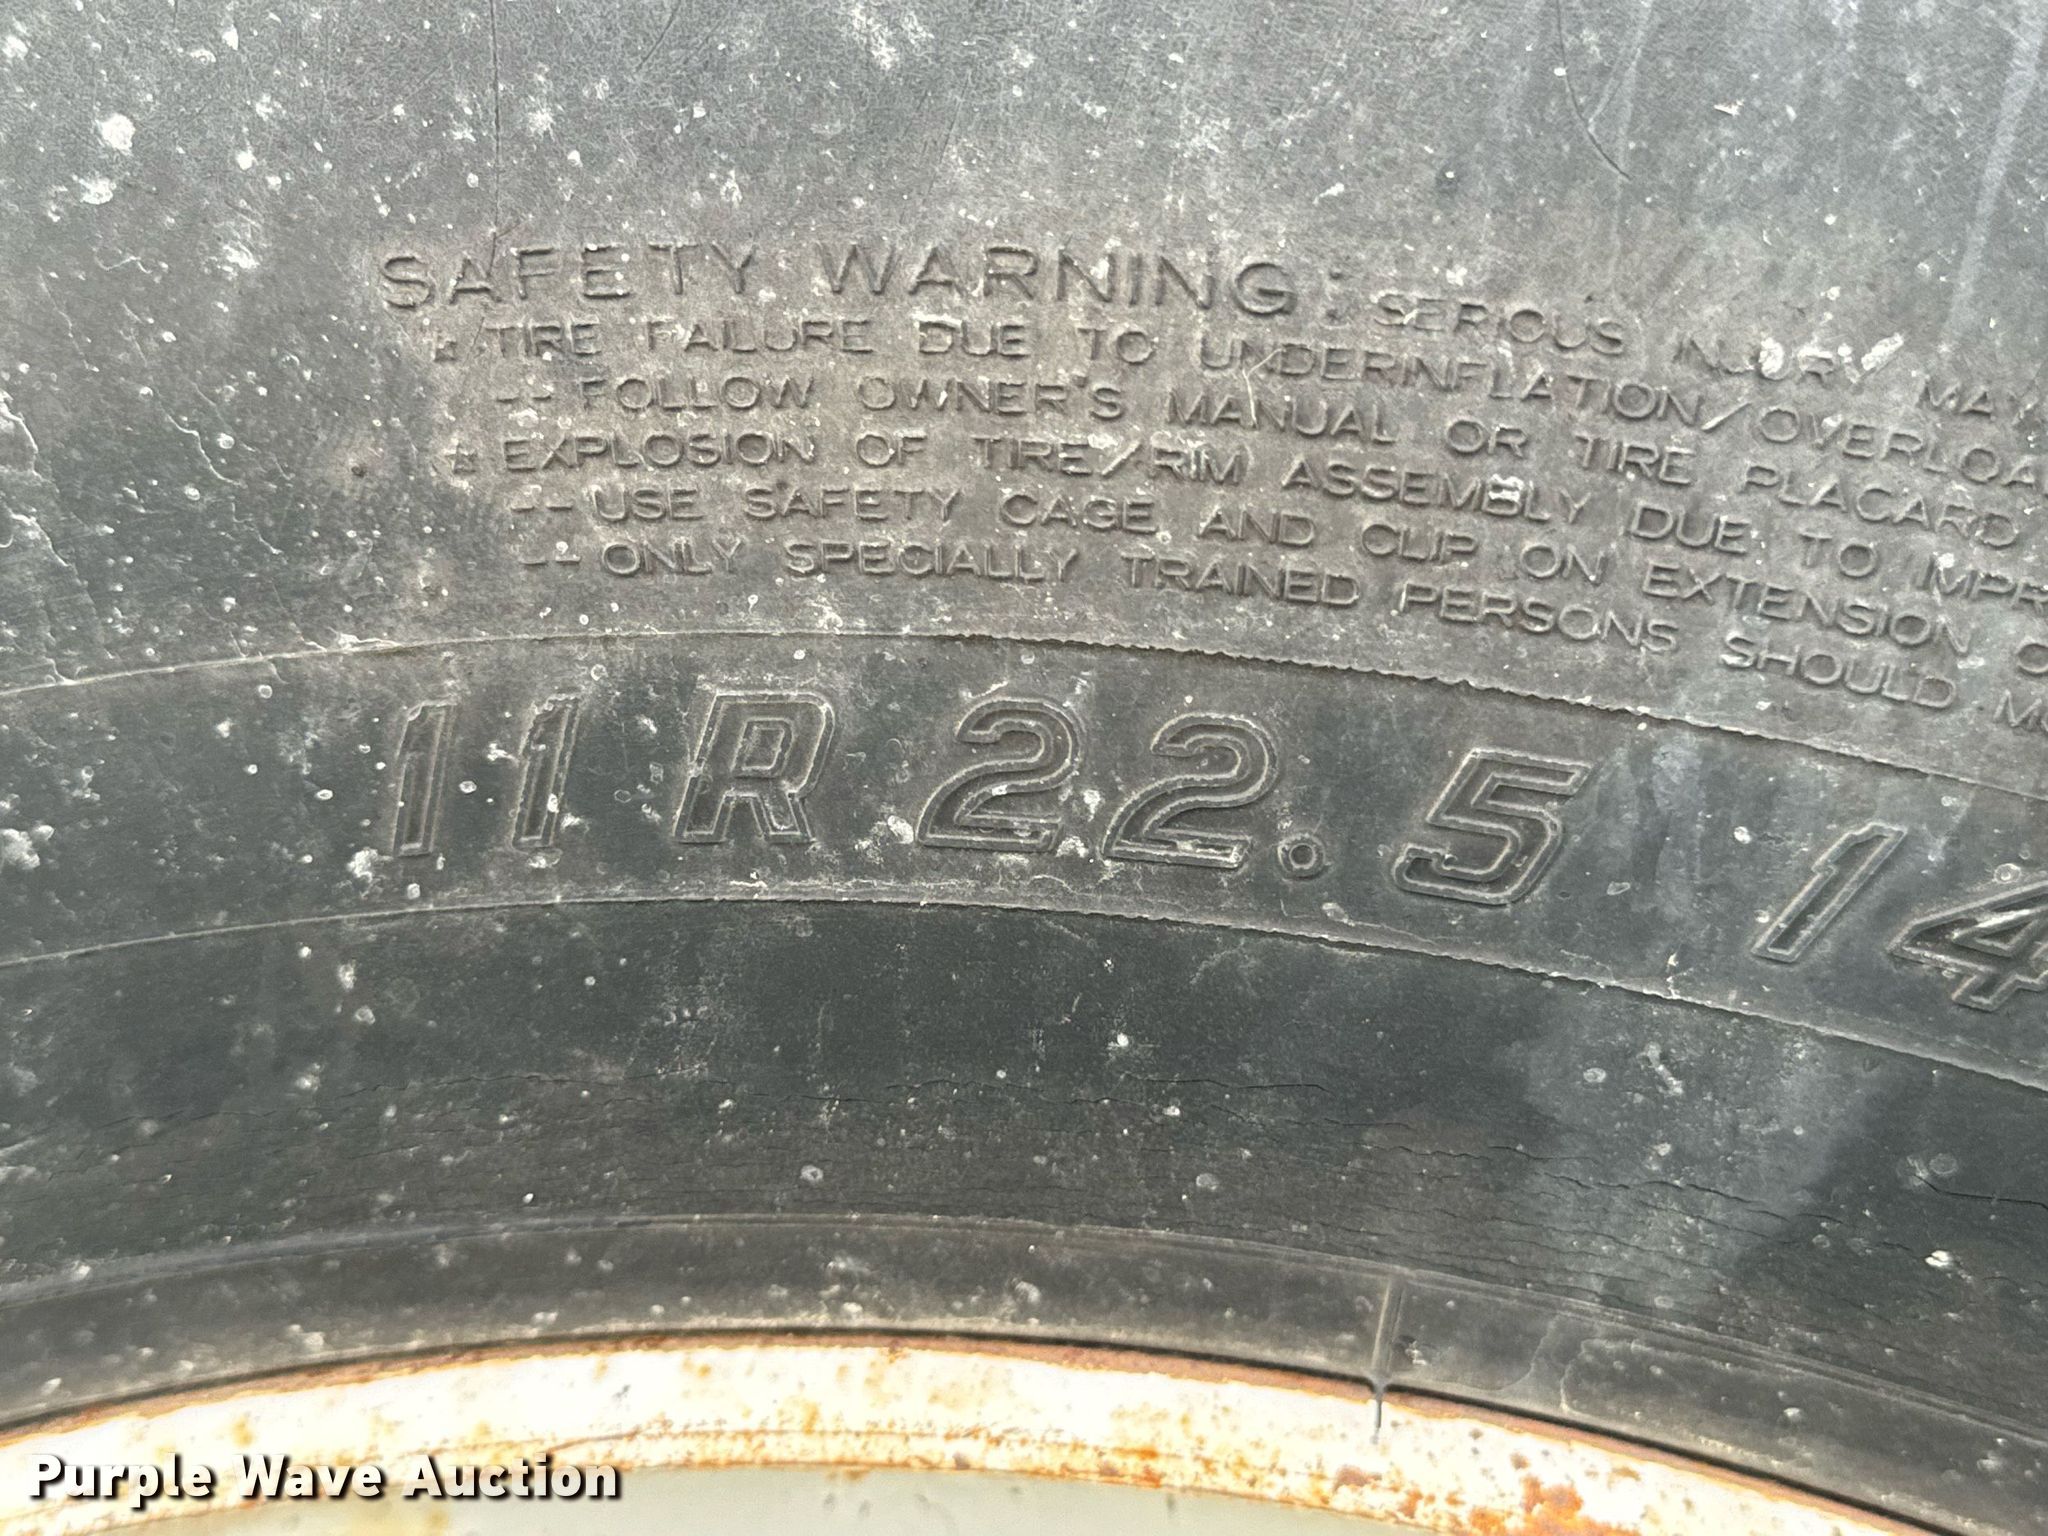 SAFETY WARNING: SERIOUS INJURY MAY
* TIRE FAILURE DUE TO UNDERINFLATION/OVERLOA
-- FOLLOW OWNER'S MANUAL OR TIRE PLACARD
* EXPLOSION OF TIRE/RIM ASSEMBLY DUE TO IMPR
-- USE SAFETY CAGE AND CLIP ON EXTENSION O
-- ONLY SPECIALLY TRAINED PERSONS SHOULD MO
11 R 22.5 14
Purple Wave Auction